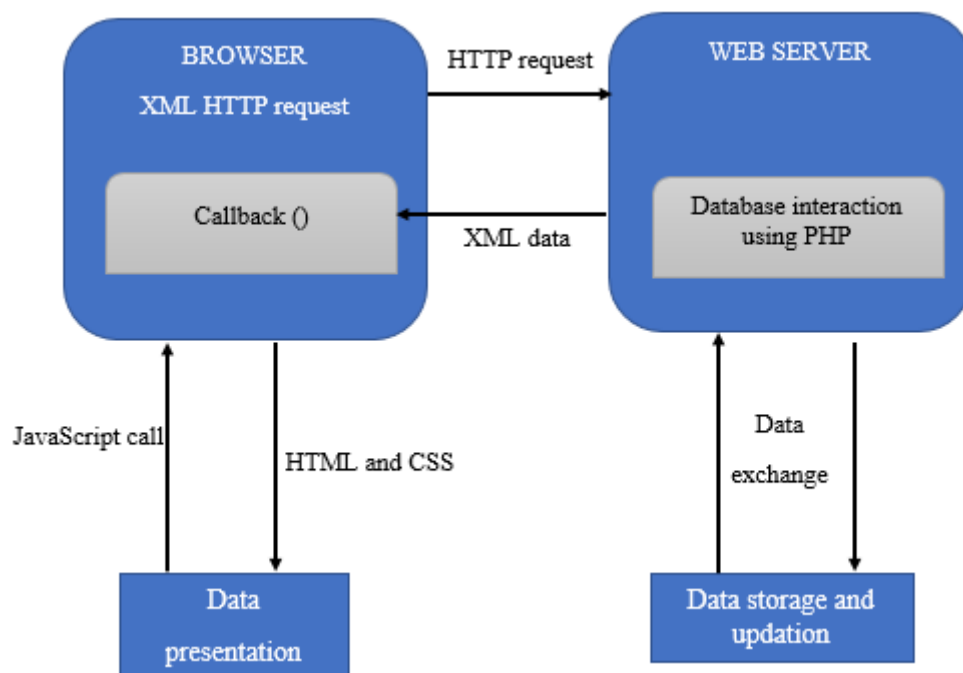 BROWSER
XML HTTP request
Callback ()
HTTP request
XML data
WEB SERVER
Database interaction
using PHP
JavaScript call
HTML and CSS
Data
exchange
Data
presentation
Data storage and
updation